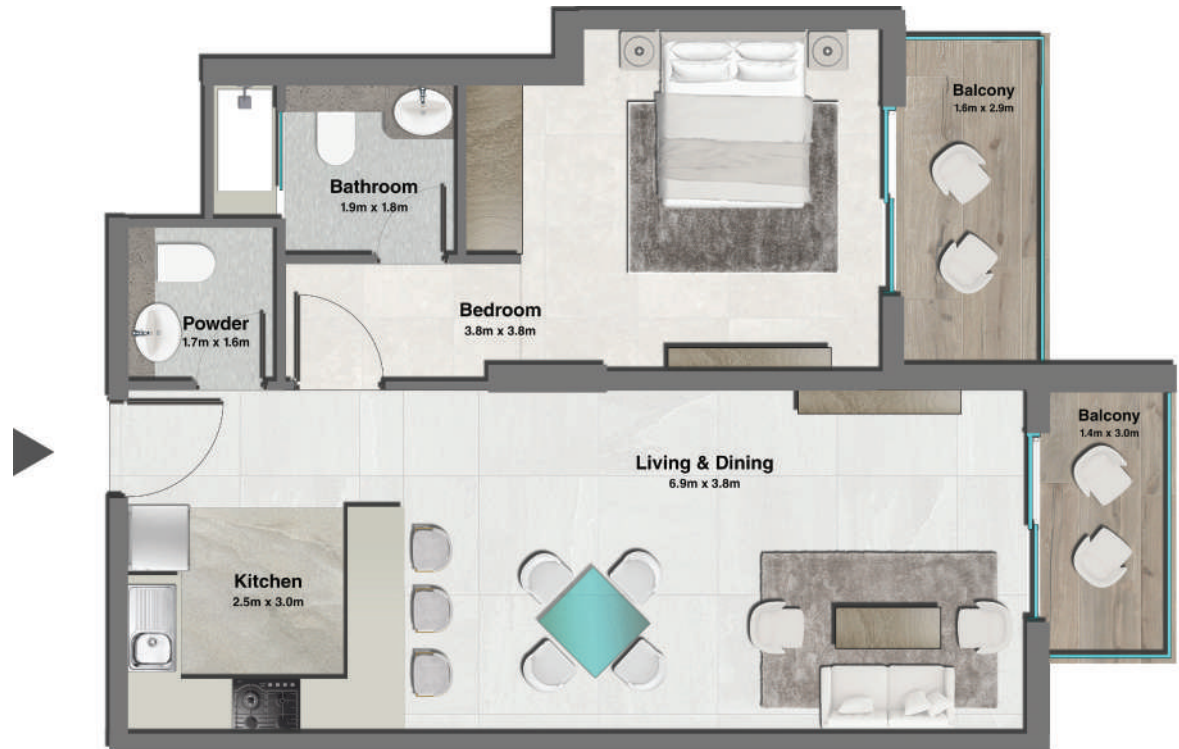 Balcony
1.6m x 2.9m
Bathroom
1.9m x 1.8m
Bedroom
3.8m x 3.8m
Powder
1.7m x 1.6m
Balcony
1.4m x 3.0m
Living & Dining
6.9m x 3.8m
Kitchen
2.5m x 3.0m